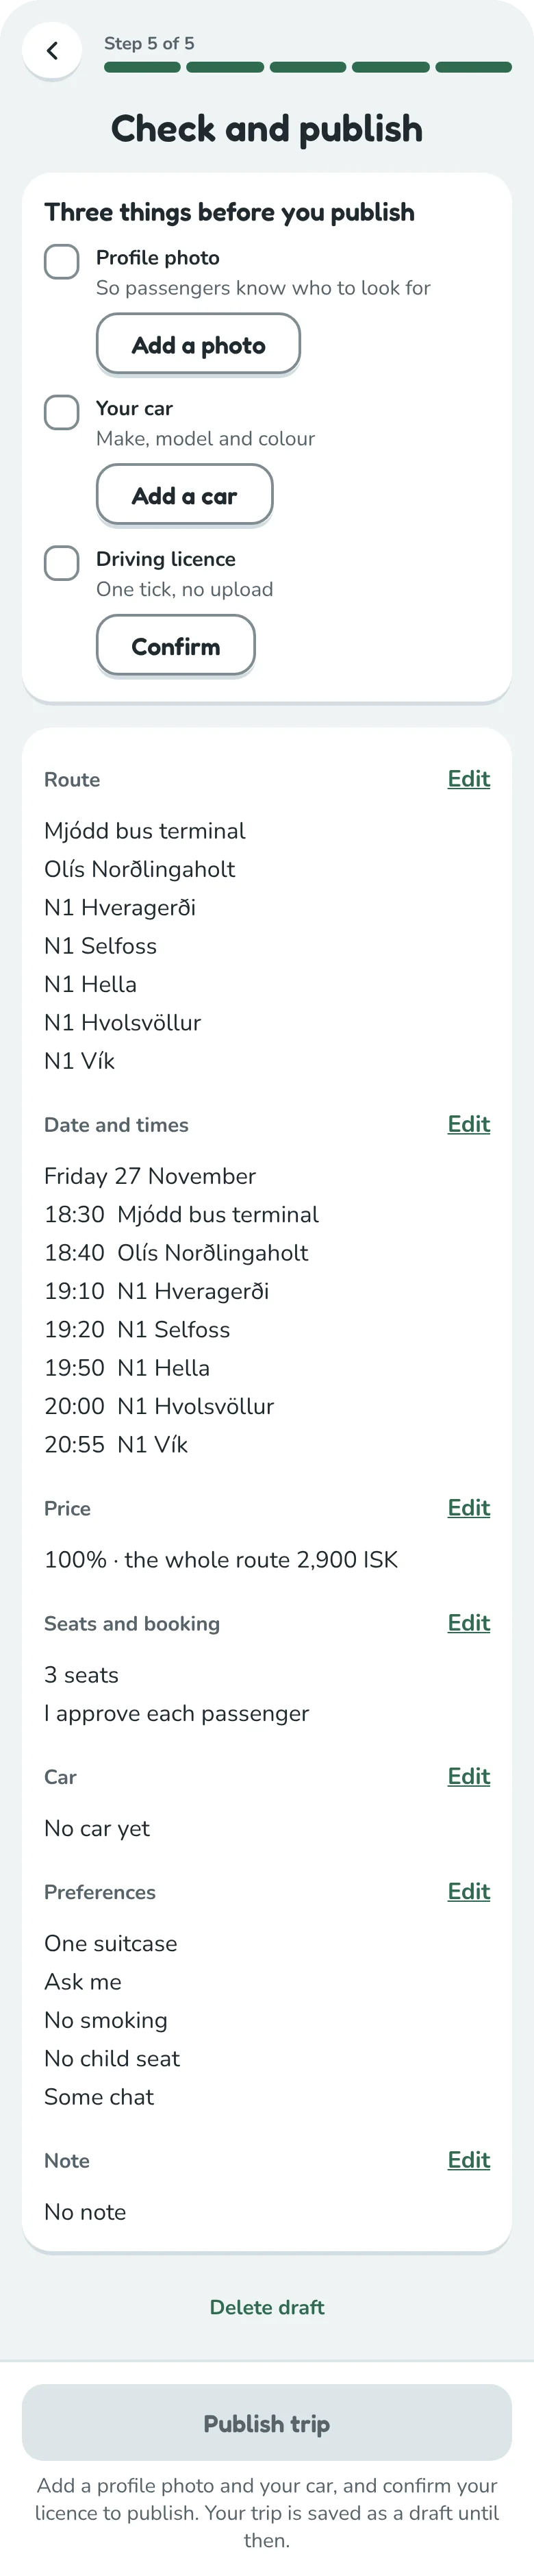 Step 5 of 5
Check and publish
Three things before you publish
Profile photo
So passengers know who to look for
Add a photo
Your car
Make, model and colour
Add a car
Driving licence
One tick, no upload
Confirm
Route Edit
Mjódd bus terminal
Olís Norðlingaholt
N1 Hveragerði
N1 Selfoss
N1 Hella
N1 Hvolsvöllur
N1 Vík
Date and times Edit
Friday 27 November
18:30 Mjódd bus terminal
18:40 Olís Norðlingaholt
19:10 N1 Hveragerði
19:20 N1 Selfoss
19:50 N1 Hella
20:00 N1 Hvolsvöllur
20:55 N1 Vík
Price Edit
100% · the whole route 2,900 ISK
Seats and booking Edit
3 seats
I approve each passenger
Car Edit
No car yet
Preferences Edit
One suitcase
Ask me
No smoking
No child seat
Some chat
Note Edit
No note
Delete draft
Publish trip
Add a profile photo and your car, and confirm your
licence to publish. Your trip is saved as a draft until
then.